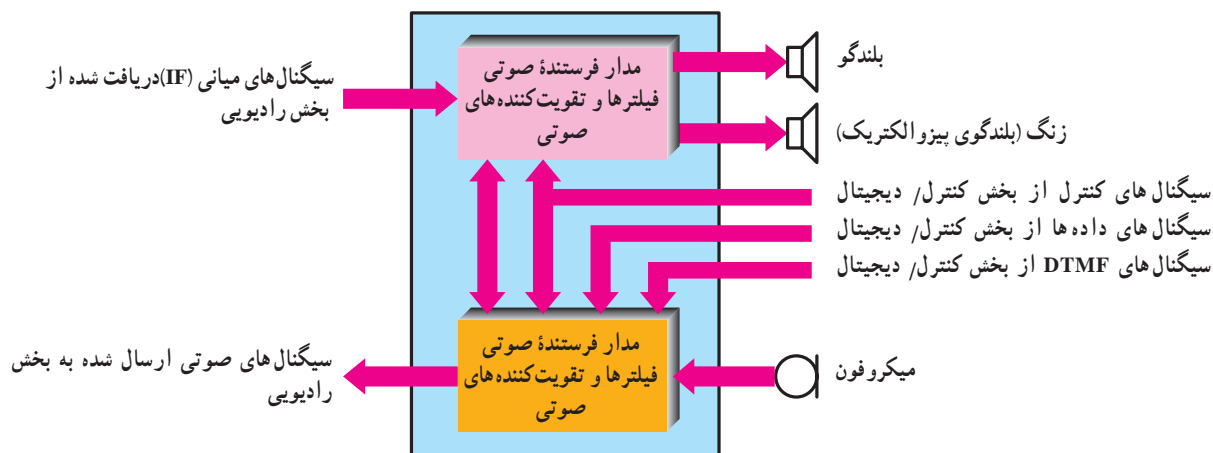 بلندگو
مدار فرستندهٔ صوتی
فیلترها و تقویت‌کننده‌های
صوتی
سیگنال‌های میانی (IF)دریافت شده از
بخش رادیویی
زنگ (بلندگوی پیزوالکتریک)
سیگنال‌های کنترل از بخش کنترل/ دیجیتال
سیگنال‌های داده‌ها از بخش کنترل/ دیجیتال
سیگنال‌های DTMF از بخش کنترل/ دیجیتال
مدار فرستندهٔ صوتی
فیلترها و تقویت‌کننده‌های
صوتی
میکروفون
سیگنال‌های صوتی ارسال شده به بخش
رادیویی